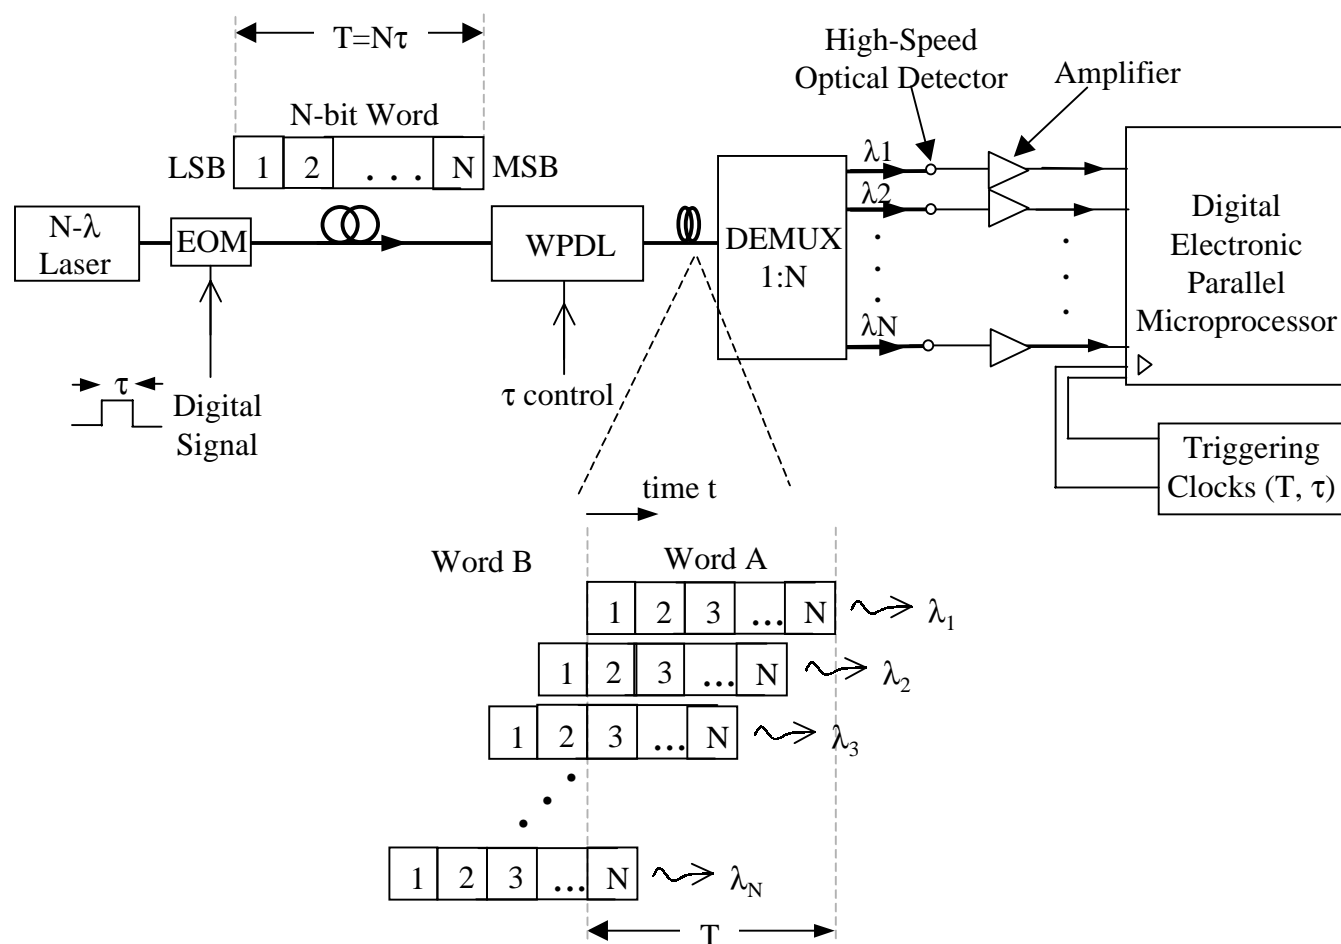 T=Nτ
N-bit Word
LSB 1 2 . . . N MSB
High-Speed
Optical Detector
Amplifier
N-λ
Laser
EOM
WPDL
DEMUX
1:N
λ1
λ2
λN
Digital
Electronic
Parallel
Microprocessor
τ
Digital
Signal
τ control
Triggering
Clocks (T, τ)
time t
Word B Word A
1 2 3 ... N λ1
1 2 3 ... N λ2
1 2 3 ... N λ3
1 2 3 ... N λN
T